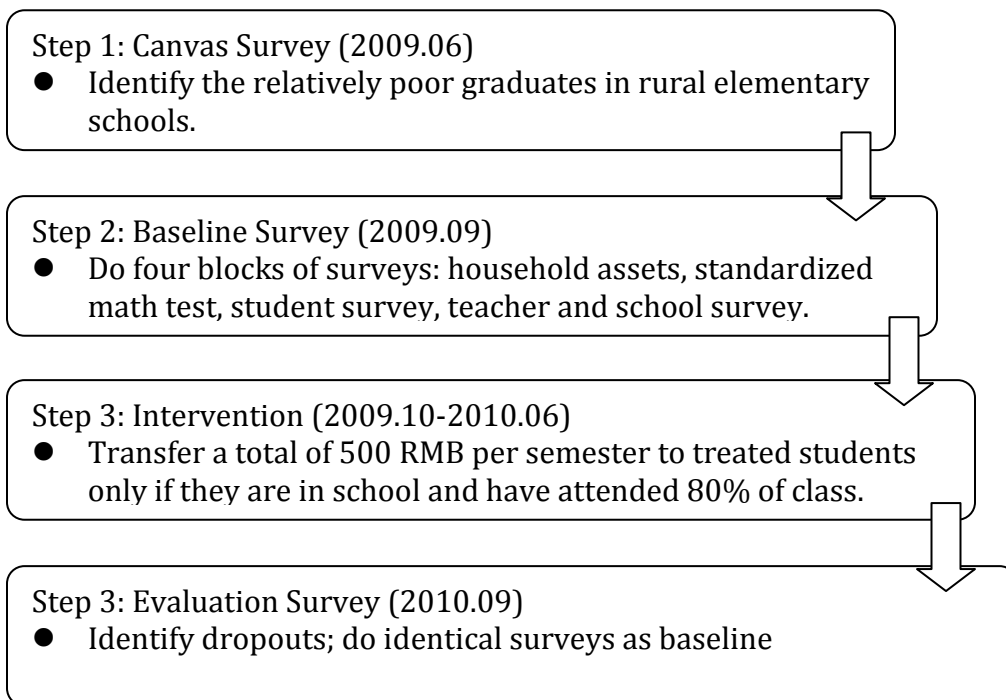 Step 1: Canvas Survey (2009.06)
● Identify the relatively poor graduates in rural elementary
schools.
Step 2: Baseline Survey (2009.09)
● Do four blocks of surveys: household assets, standardized
math test, student survey, teacher and school survey.
Step 3: Intervention (2009.10-2010.06)
● Transfer a total of 500 RMB per semester to treated students
only if they are in school and have attended 80% of class.
Step 3: Evaluation Survey (2010.09)
● Identify dropouts; do identical surveys as baseline